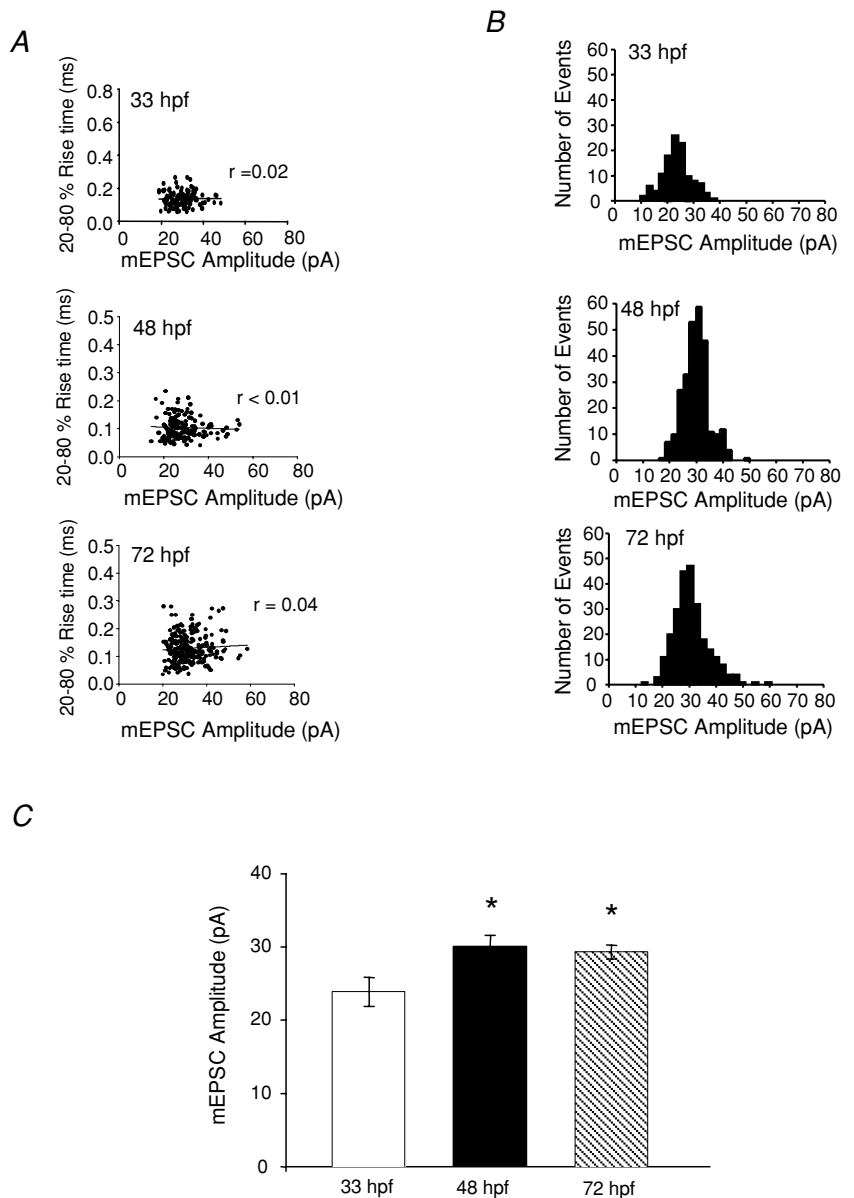 A
33 hpf
20-80 % Rise time (ms)
0.8
0.6
0.4
0.2
0.0
r =0.02
0 20 40 60 80
mEPSC Amplitude (pA)
48 hpf
20-80 % Rise time (ms)
0.5
0.4
0.3
0.2
0.1
0.0
r < 0.01
0 20 40 60 80
mEPSC Amplitude (pA)
72 hpf
20-80 % Rise time (ms)
0.5
0.4
0.3
0.2
0.1
0.0
r = 0.04
0 20 40 60 80
mEPSC Amplitude (pA)
B
33 hpf
Number of Events
60
50
40
30
20
10
0
0 10 20 30 40 50 60 70 80
mEPSC Amplitude (pA)
48 hpf
Number of Events
60
50
40
30
20
10
0
0 10 20 30 40 50 60 70 80
mEPSC Amplitude (pA)
72 hpf
Number of Events
60
50
40
30
20
10
0
0 10 20 30 40 50 60 70 80
mEPSC Amplitude (pA)
C
mEPSC Amplitude (pA)
40
30
20
10
0
* *
33 hpf 48 hpf 72 hpf